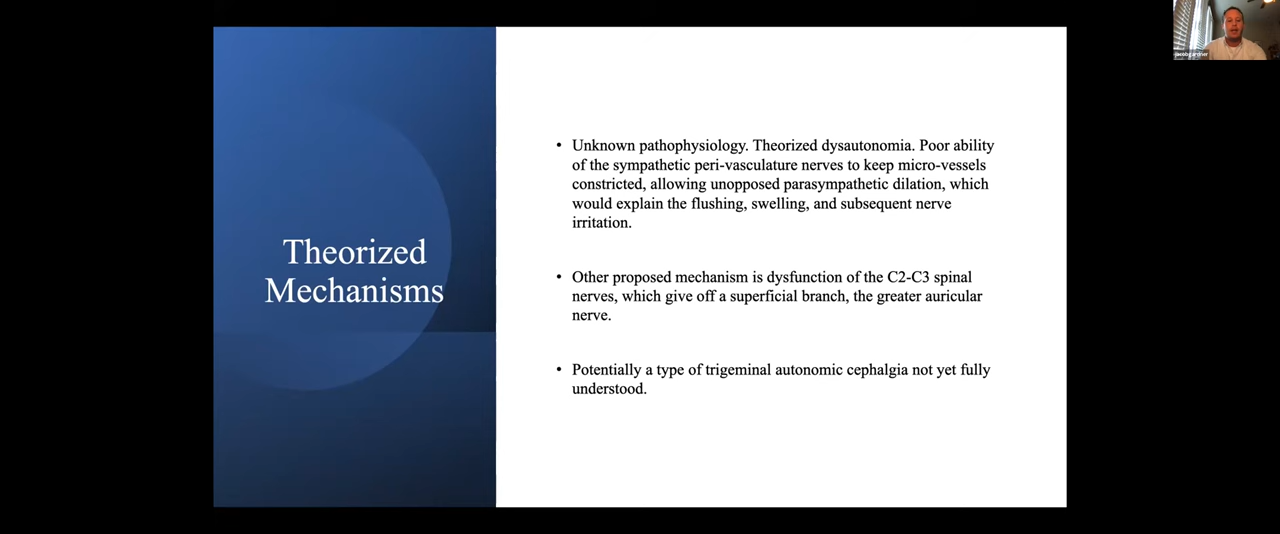 Theorized
Mechanisms
• Unknown pathophysiology. Theorized dysautonomia. Poor ability
of the sympathetic peri-vasculature nerves to keep micro-vessels
constricted, allowing unopposed parasympathetic dilation, which
would explain the flushing, swelling, and subsequent nerve
irritation.
• Other proposed mechanism is dysfunction of the C2-C3 spinal
nerves, which give off a superficial branch, the greater auricular
nerve.
• Potentially a type of trigeminal autonomic cephalgia not yet fully
understood.